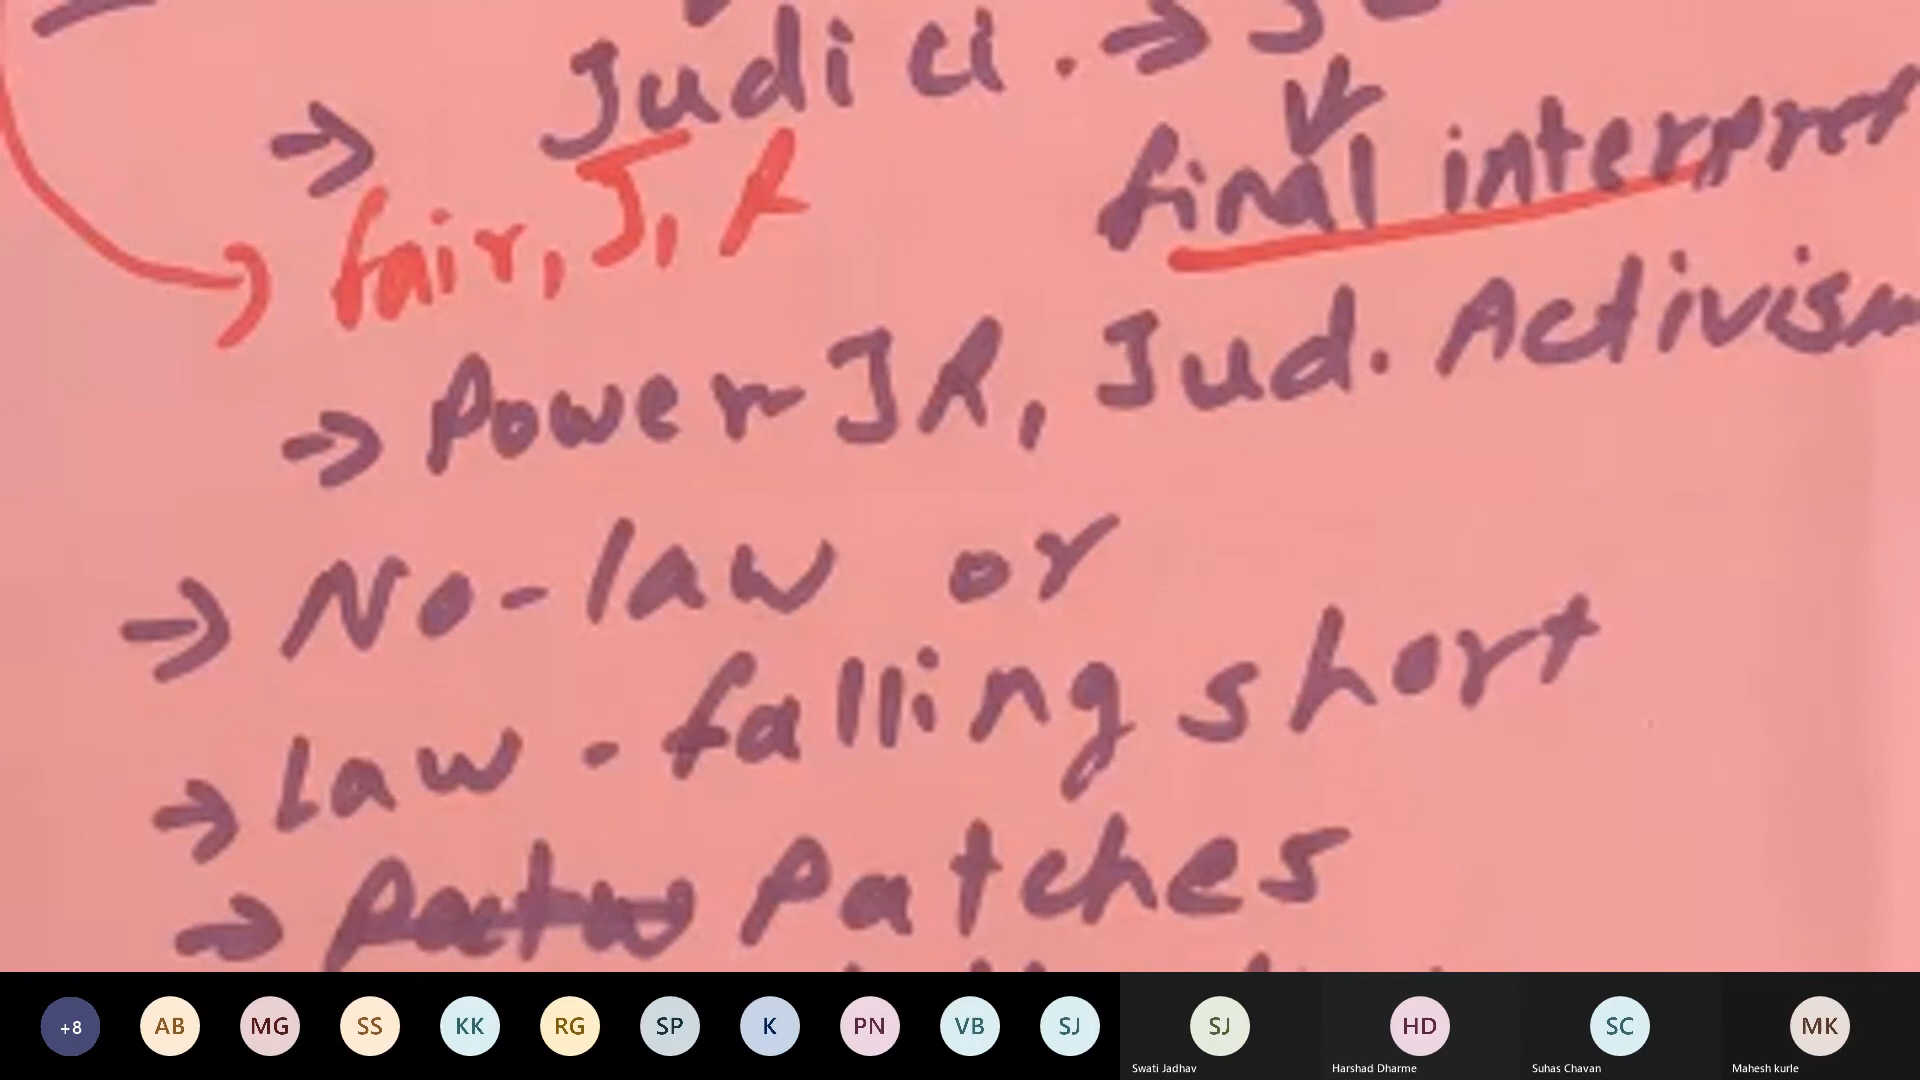 Judici. →
→
final interpret
fair, J, R
→ Power JR, Jud. Activism
→ No-law or
→ Law - falling short
→ Patches
+8 AB MG SS KK RG SP K PN VB SJ SJ HD SC MK
Swati Jadhav Harshad Dharme Suhas Chavan Mahesh kurle